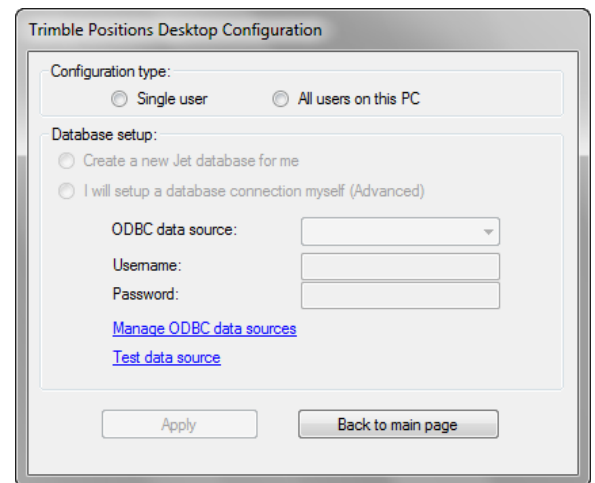 Trimble Positions Desktop Configuration
Configuration type:
Single user All users on this PC
Database setup:
Create a new Jet database for me
I will setup a database connection myself (Advanced)
ODBC data source:
Username:
Password:
Manage ODBC data sources
Test data source
Apply Back to main page